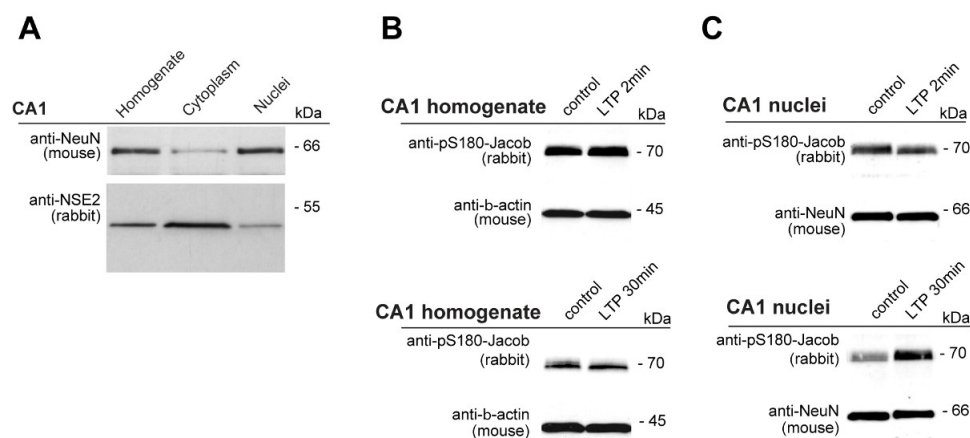 A
Homogenate
Cytoplasm
Nuclei
CA1
kDa
anti-NeuN
(mouse)
- 66
anti-NSE2
(rabbit)
- 55
B
control
LTP 2min
CA1 homogenate
kDa
anti-pS180-Jacob
(rabbit)
- 70
anti-b-actin
(mouse)
- 45
control
LTP 30min
CA1 homogenate
kDa
anti-pS180-Jacob
(rabbit)
- 70
anti-b-actin
(mouse)
- 45
C
control
LTP 2min
CA1 nuclei
kDa
anti-pS180-Jacob
(rabbit)
- 70
anti-NeuN
(mouse)
- 66
control
LTP 30min
CA1 nuclei
kDa
anti-pS180-Jacob
(rabbit)
- 70
anti-NeuN
(mouse)
- 66